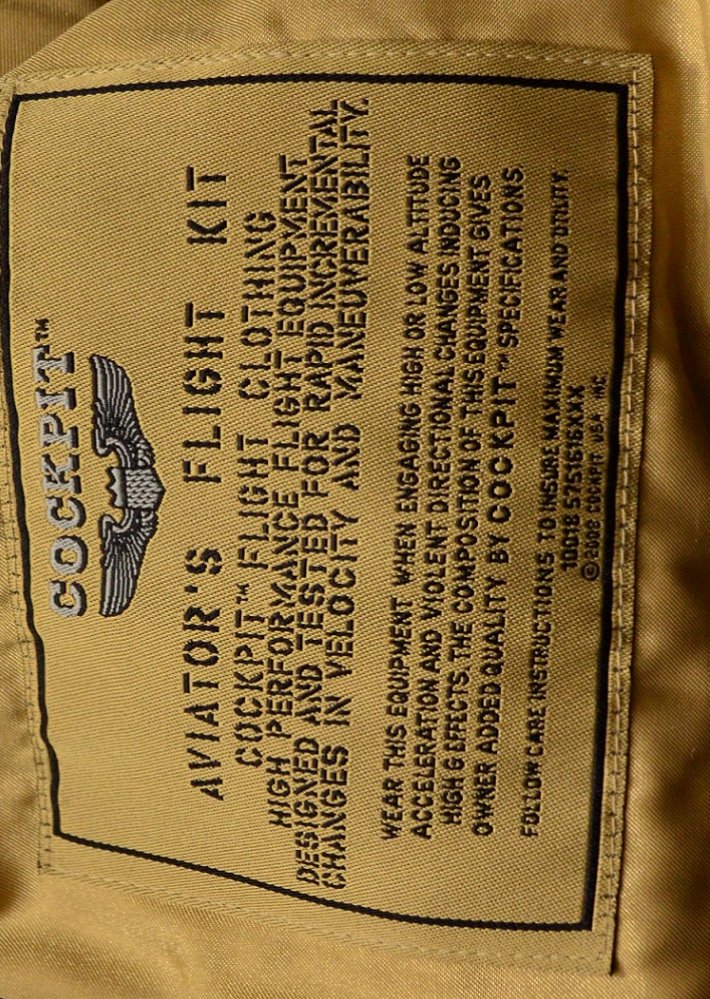 COCKPIT™
AVIATOR'S FLIGHT KIT
COCKPIT™ FLIGHT CLOTHING
HIGH PERFORMANCE FLIGHT EQUIPMENT
DESIGNED AND TESTED FOR RAPID INCREMENTAL
CHANGES IN VELOCITY AND MANEUVERABILITY.
WEAR THIS EQUIPMENT WHEN ENGAGING HIGH OR LOW ALTITUDE
ACCELERATION AND VIOLENT DIRECTIONAL CHANGES INDUCING
HIGH G EFFECTS. THE COMPOSITION OF THIS EQUIPMENT GIVES
OWNER ADDED QUALITY BY COCKPIT™ SPECIFICATIONS.
FOLLOW CARE INSTRUCTIONS TO INSURE MAXIMUM WEAR AND UTILITY.
10018 5751616XXX
©2008 COCKPIT USA INC